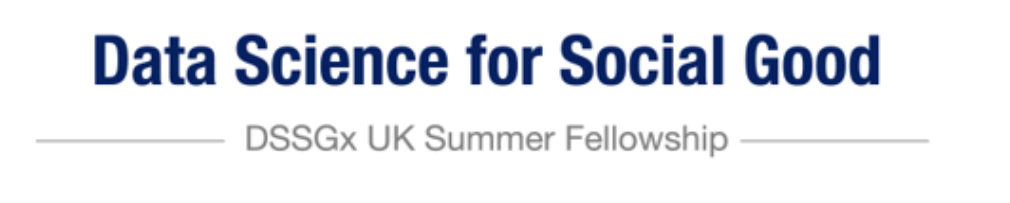 Data Science for Social Good
DSSGx UK Summer Fellowship